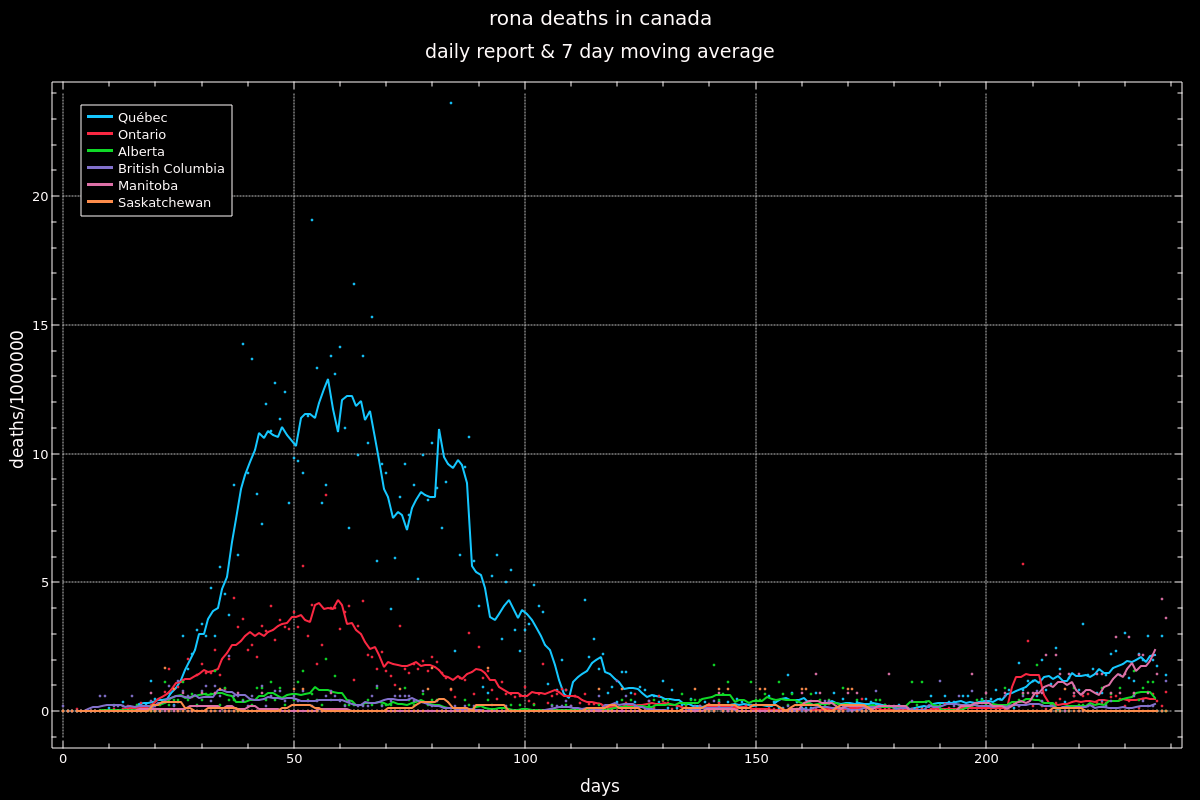 rona deaths in canada
daily report & 7 day moving average
Québec
Ontario
Alberta
British Columbia
Manitoba
Saskatchewan
deaths/1000000
20
15
10
5
0
0 50 100 150 200
days